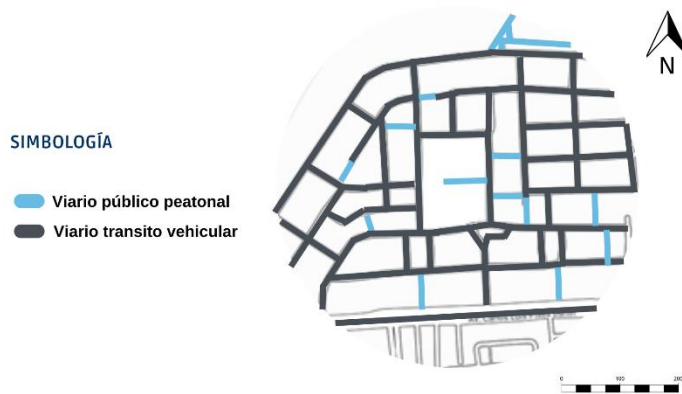 N
SIMBOLOGÍA
Viario público peatonal
Viario transito vehicular
0 100 200